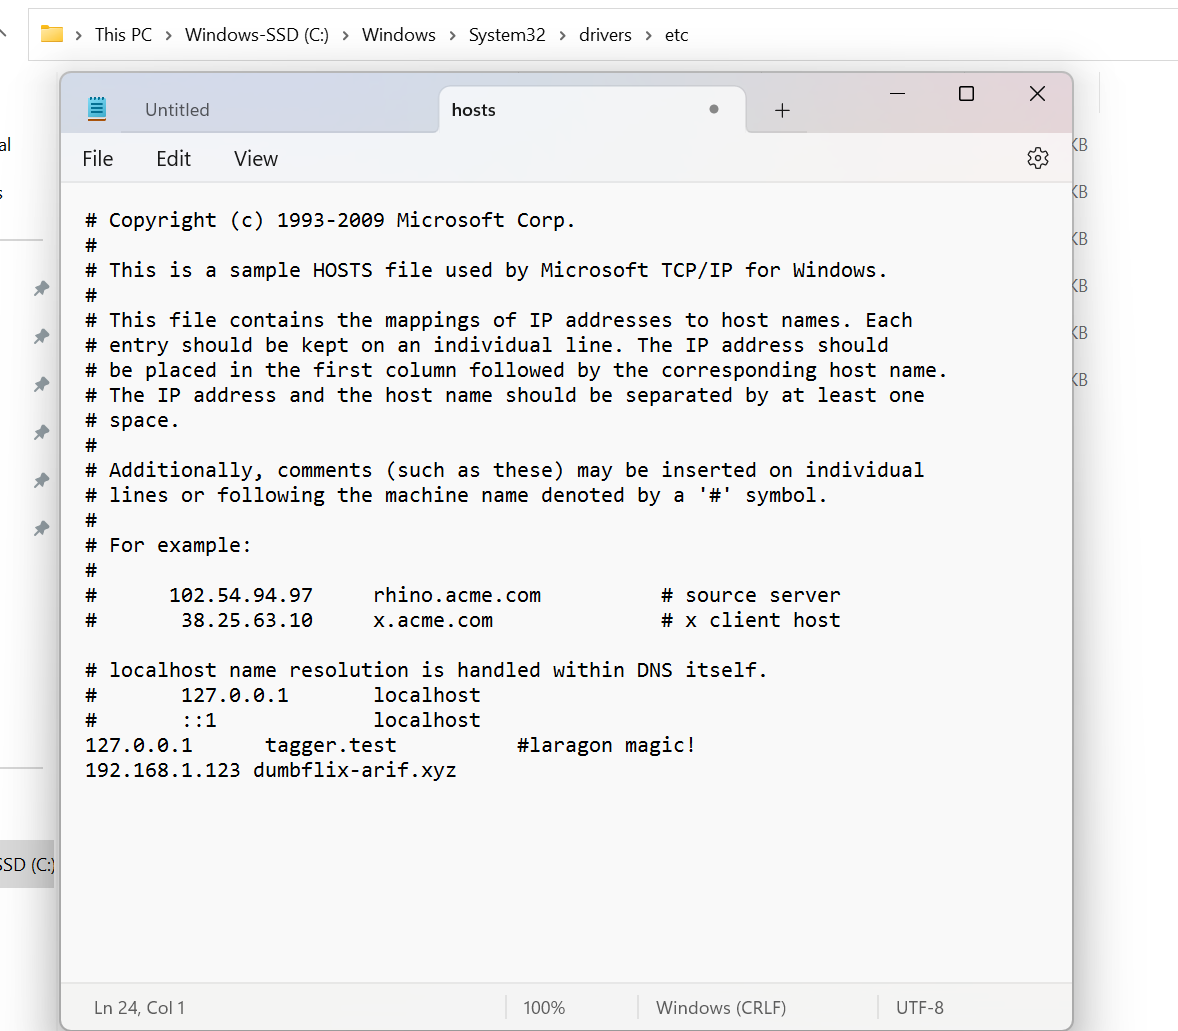 This PC > Windows-SSD (C:) > Windows > System32 > drivers > etc
Untitled
hosts
File Edit View
al
KB
KB
s
KB
KB
KB
KB
# Copyright (c) 1993-2009 Microsoft Corp.
#
# This is a sample HOSTS file used by Microsoft TCP/IP for Windows.
#
# This file contains the mappings of IP addresses to host names. Each
# entry should be kept on an individual line. The IP address should
# be placed in the first column followed by the corresponding host name.
# The IP address and the host name should be separated by at least one
# space.
#
# Additionally, comments (such as these) may be inserted on individual
# lines or following the machine name denoted by a '#' symbol.
#
# For example:
#
#      102.54.94.97     rhino.acme.com          # source server
#       38.25.63.10     x.acme.com              # x client host

# localhost name resolution is handled within DNS itself.
#       127.0.0.1       localhost
#       ::1             localhost
127.0.0.1      tagger.test          #laragon magic!
192.168.1.123 dumbflix-arif.xyz
SSD (C:)
Ln 24, Col 1
100%
Windows (CRLF)
UTF-8